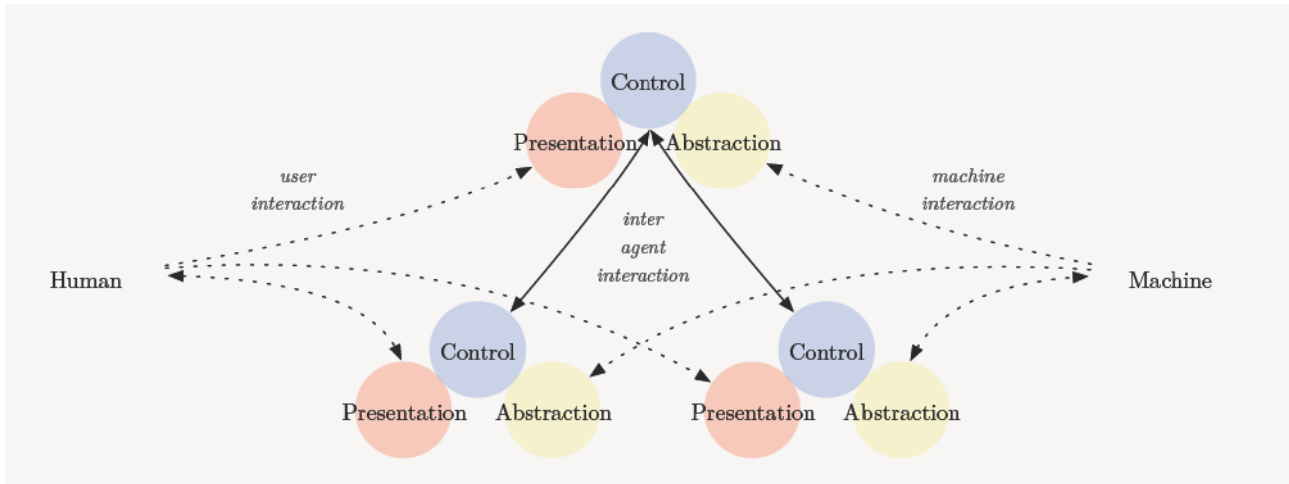 Control
Presentation Abstraction
user
interaction
machine
interaction
inter
agent
interaction
Human
Machine
Control
Control
Presentation Abstraction
Presentation Abstraction